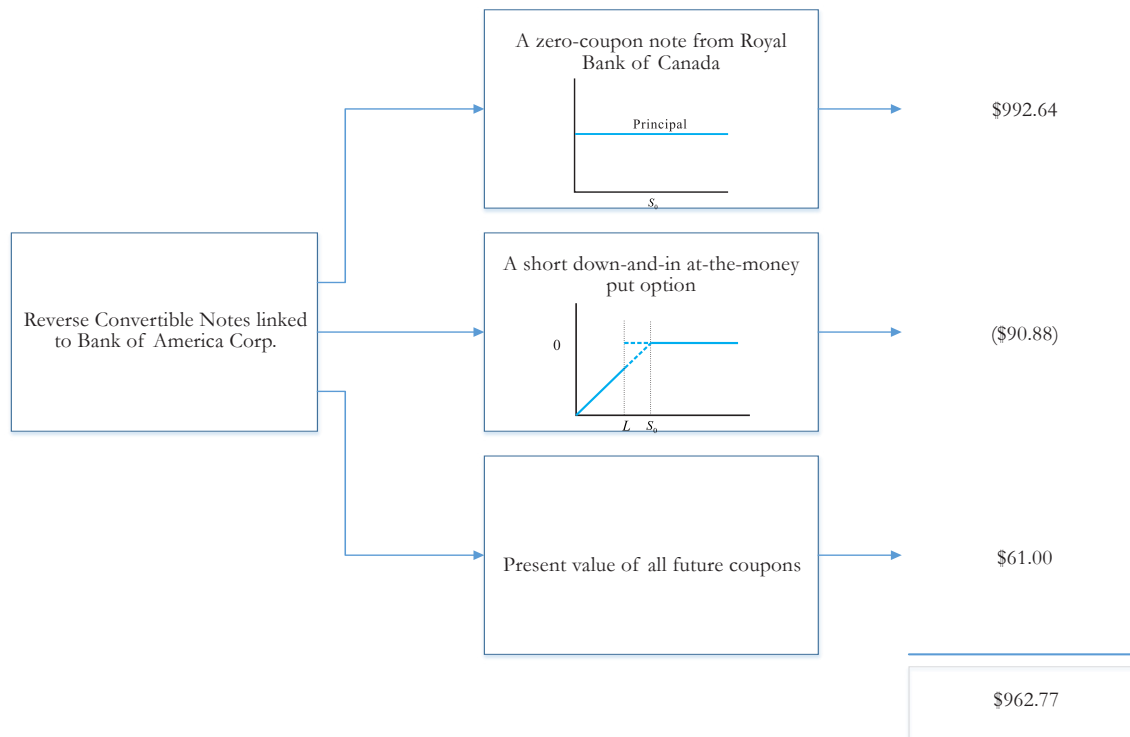 A zero-coupon note from Royal
Bank of Canada
Principal
S₀
$992.64
Reverse Convertible Notes linked
to Bank of America Corp.
A short down-and-in at-the-money
put option
0
L S₀
($90.88)
Present value of all future coupons
$61.00
$962.77